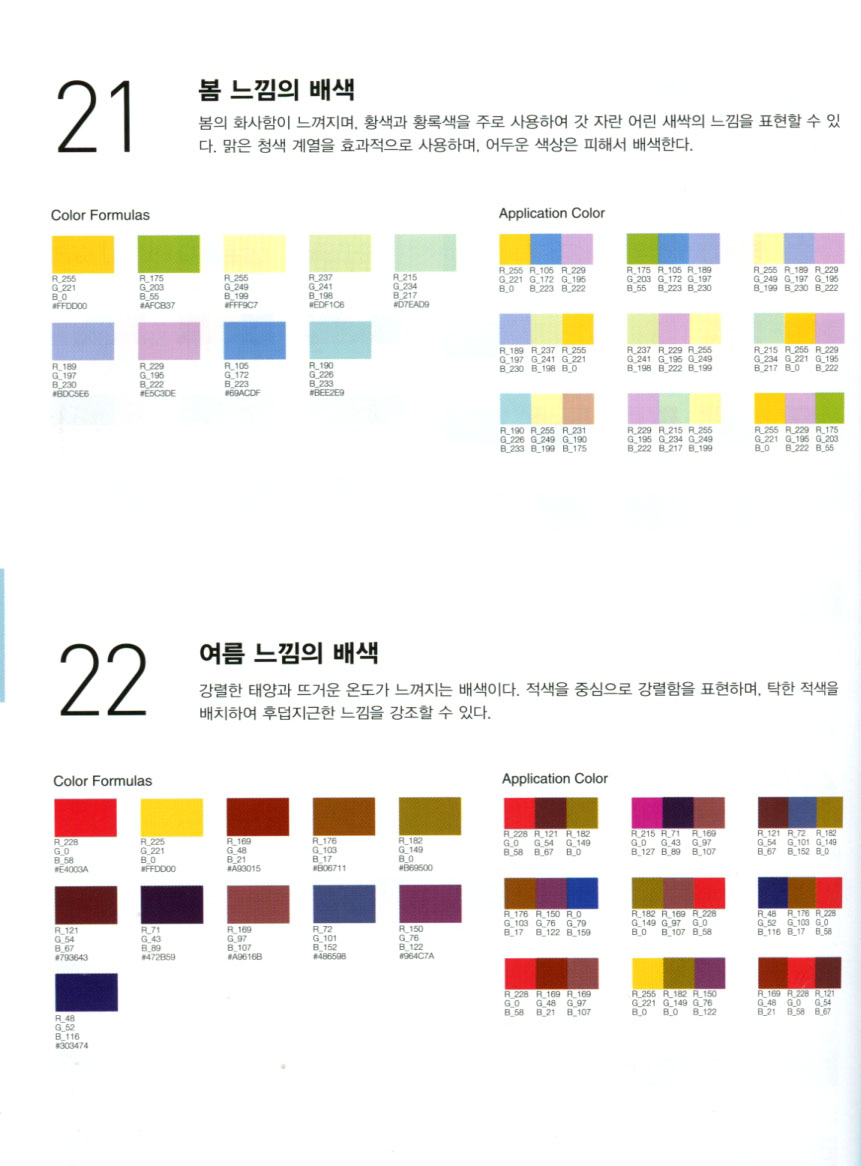 21
봄 느낌의 배색
봄의 화사함이 느껴지며, 황색과 황록색을 주로 사용하여 갓 자란 어린 새싹의 느낌을 표현할 수 있
다. 맑은 청색 계열을 효과적으로 사용하며, 어두운 색상은 피해서 배색한다.
Color Formulas
R_255 R_175 R_255 R_237 R_215
G_221 G_203 G_249 G_241 G_234
B_0 B_55 B_199 B_198 B_217
#FFDD00 #AFCB37 #FFF9C7 #EDF1C6 #D7EAD9
R_189 R_229 R_105 R_190
G_197 G_195 G_172 G_226
B_230 B_222 B_223 B_233
#BDC5E6 #E5C3DE #69ACDF #BEE2E9
Application Color
R_255 R_105 R_229 R_175 R_105 R_189 R_255 R_189 R_229
G_221 G_172 G_195 G_203 G_172 G_197 G_249 G_197 G_195
B_0 B_223 B_222 B_55 B_223 B_230 B_199 B_230 B_222
R_189 R_237 R_255 R_237 R_229 R_255 R_215 R_255 R_229
G_197 G_241 G_221 G_241 G_195 G_249 G_234 G_221 G_195
B_230 B_198 B_0 B_198 B_222 B_199 B_217 B_0 B_222
R_190 R_255 R_231 R_229 R_215 R_255 R_255 R_229 R_175
G_226 G_249 G_190 G_195 G_234 G_249 G_221 G_195 G_203
B_233 B_199 B_175 B_222 B_217 B_199 B_0 B_222 B_55
22
여름 느낌의 배색
강렬한 태양과 뜨거운 온도가 느껴지는 배색이다. 적색을 중심으로 강렬함을 표현하며, 탁한 적색을
배치하여 후덥지근한 느낌을 강조할 수 있다.
Color Formulas
R_228 R_225 R_169 R_176 R_182
G_0 G_221 G_48 G_103 G_149
B_58 B_0 B_21 B_17 B_0
#E4003A #FFDD00 #A93015 #B06711 #B69500
R_121 R_71 R_169 R_72 R_150
G_54 G_43 G_97 G_101 G_76
B_67 B_89 B_107 B_152 B_122
#793643 #472B59 #A9616B #486598 #964C7A
R_48
G_52
B_116
#303474
Application Color
R_228 R_121 R_182 R_215 R_71 R_169 R_121 R_72 R_182
G_0 G_54 G_149 G_0 G_43 G_97 G_54 G_101 G_149
B_58 B_67 B_0 B_127 B_89 B_107 B_67 B_152 B_0
R_176 R_150 R_0 R_182 R_169 R_228 R_48 R_176 R_228
G_103 G_76 G_79 G_149 G_97 G_0 G_52 G_103 G_0
B_17 B_122 B_159 B_0 B_107 B_58 B_116 B_17 B_58
R_228 R_169 R_169 R_255 R_182 R_150 R_169 R_228 R_121
G_0 G_48 G_97 G_221 G_149 G_76 G_48 G_0 G_54
B_58 B_21 B_107 B_0 B_0 B_122 B_21 B_58 B_67